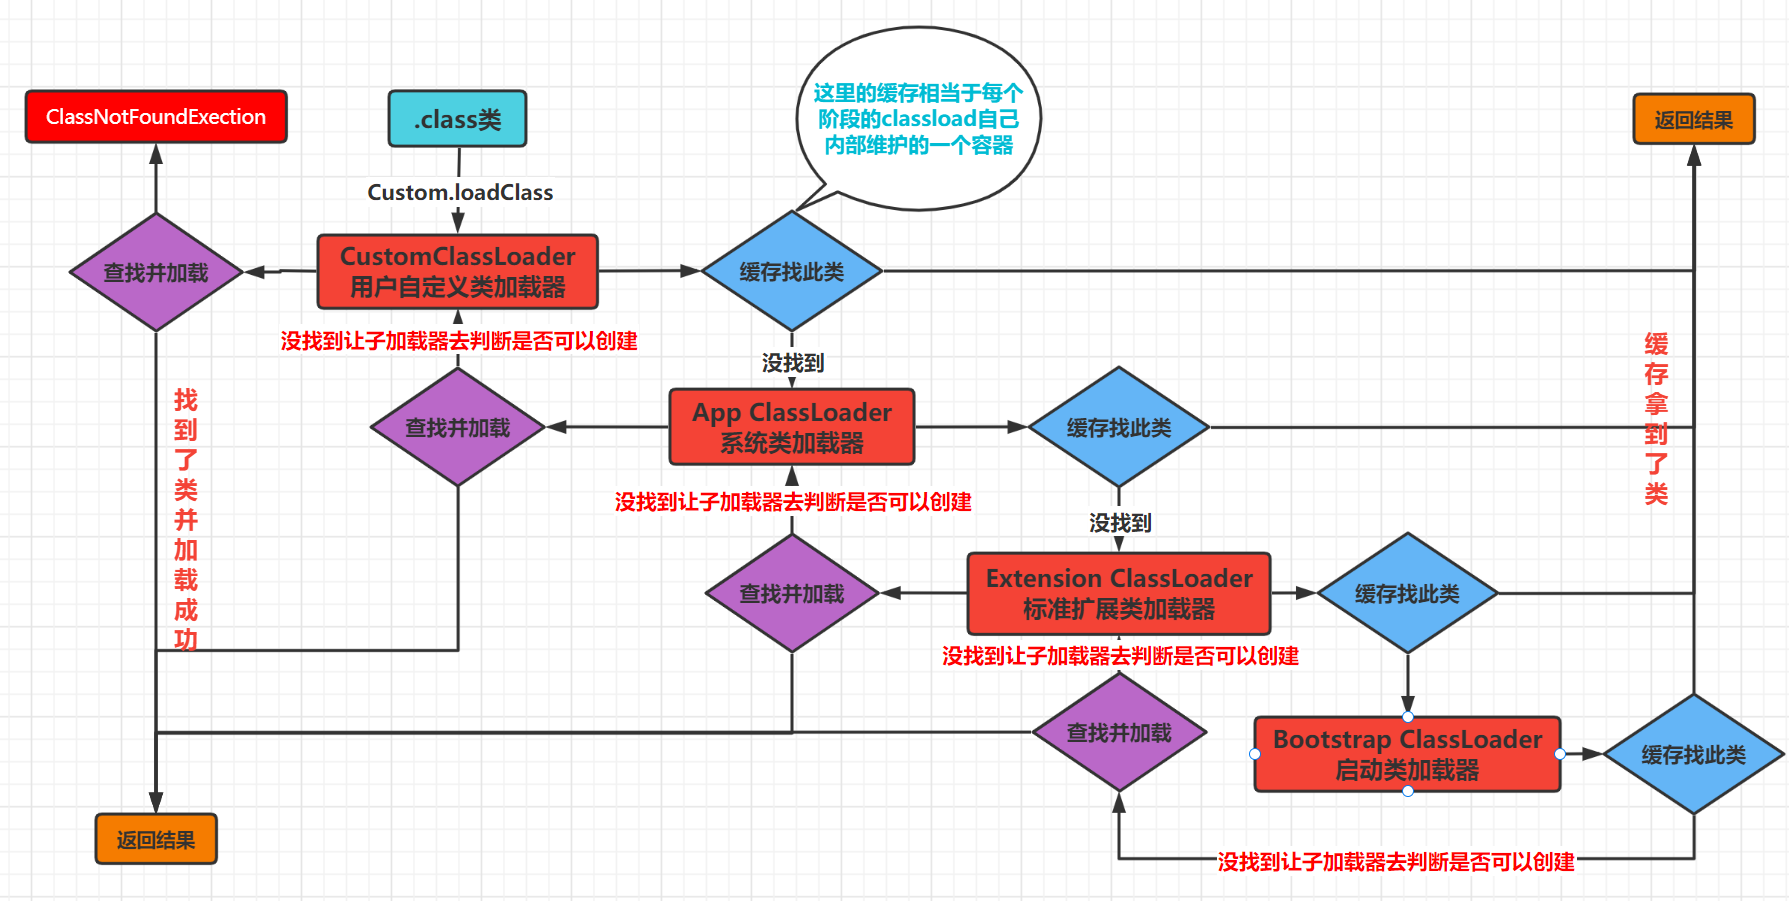 ClassNotFoundExection
.class类
这里的缓存相当于每个
阶段的classload自己
内部维护的一个容器
返回结果
Custom.loadClass
查找并加载
CustomClassLoader
用户自定义类加载器
缓存找此类
没找到让子加载器去判断是否可以创建
没找到
缓存拿到了类
找到了类并加载成功
查找并加载
App ClassLoader
系统类加载器
缓存找此类
没找到让子加载器去判断是否可以创建
没找到
查找并加载
Extension ClassLoader
标准扩展类加载器
缓存找此类
没找到让子加载器去判断是否可以创建
查找并加载
Bootstrap ClassLoader
启动类加载器
缓存找此类
返回结果
没找到让子加载器去判断是否可以创建